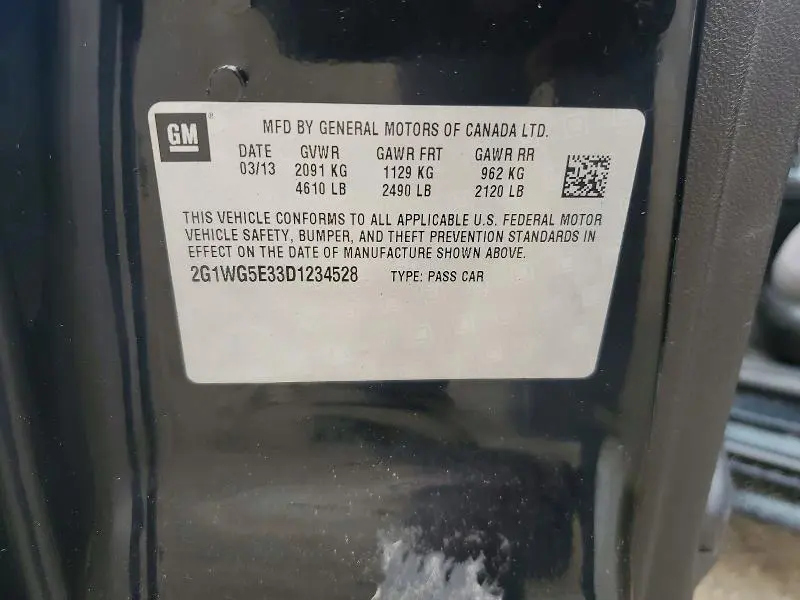 GM ®
MFD BY GENERAL MOTORS OF CANADA LTD.
DATE GVWR GAWR FRT GAWR RR
03/13 2091 KG 1129 KG 962 KG
4610 LB 2490 LB 2120 LB
THIS VEHICLE CONFORMS TO ALL APPLICABLE U.S. FEDERAL MOTOR
VEHICLE SAFETY, BUMPER, AND THEFT PREVENTION STANDARDS IN
EFFECT ON THE DATE OF MANUFACTURE SHOWN ABOVE.
2G1WG5E33D1234528 TYPE: PASS CAR